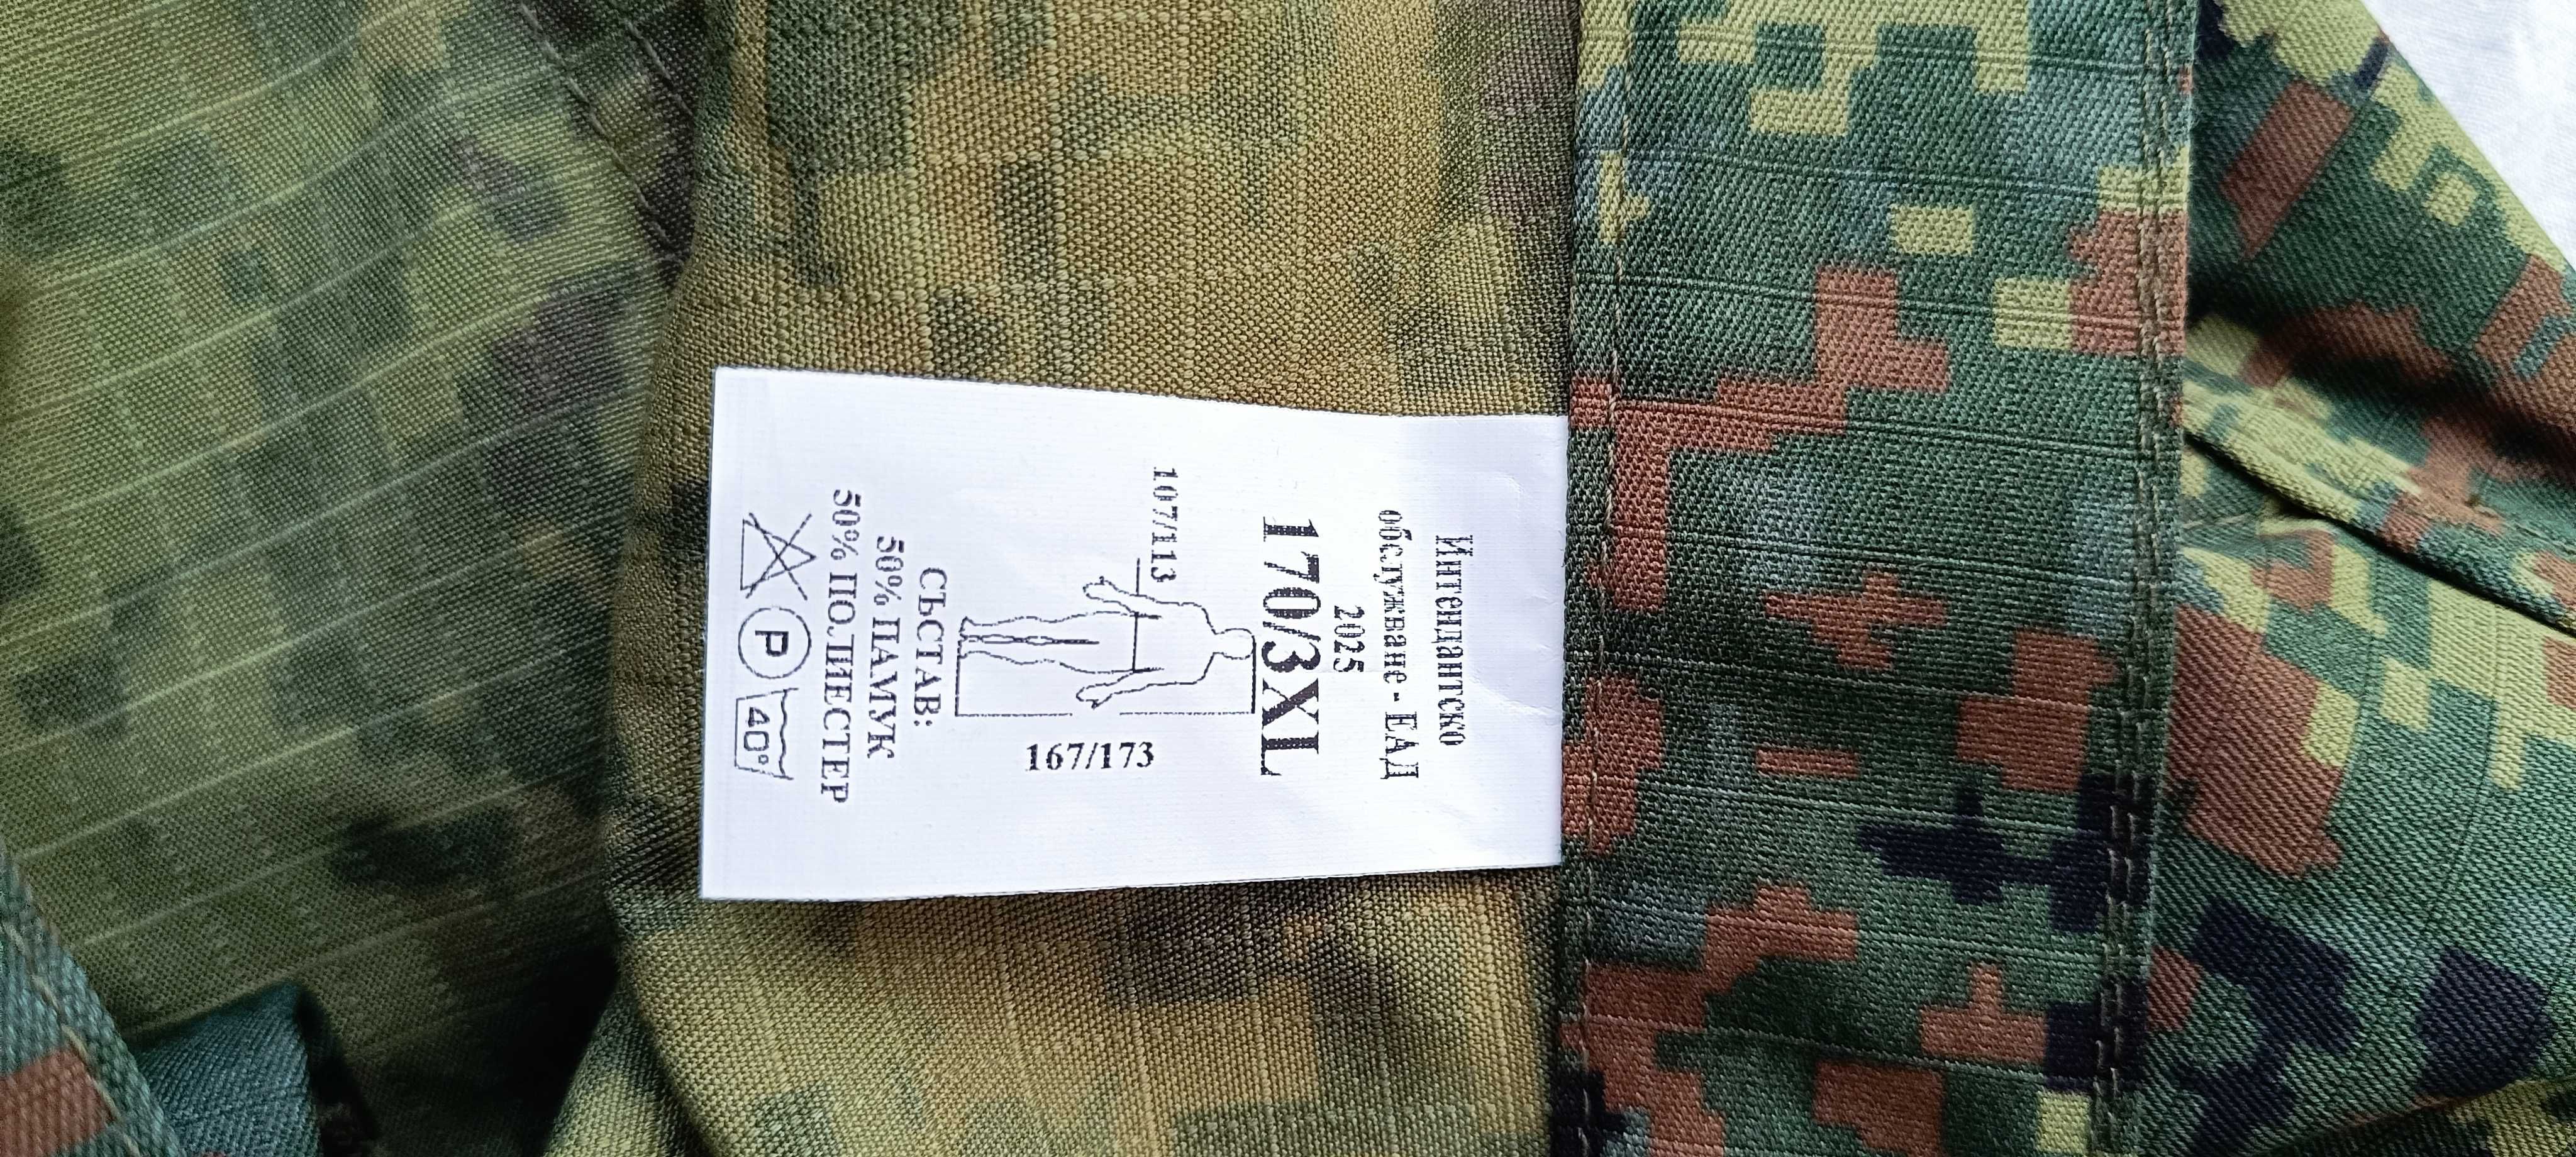 Интендантско
обслужване - ЕАД
2025
170/3XL
107/113
167/173
СЪСТАВ:
50% ПАМУК
50% ПОЛИЕСТЕР
P 40°